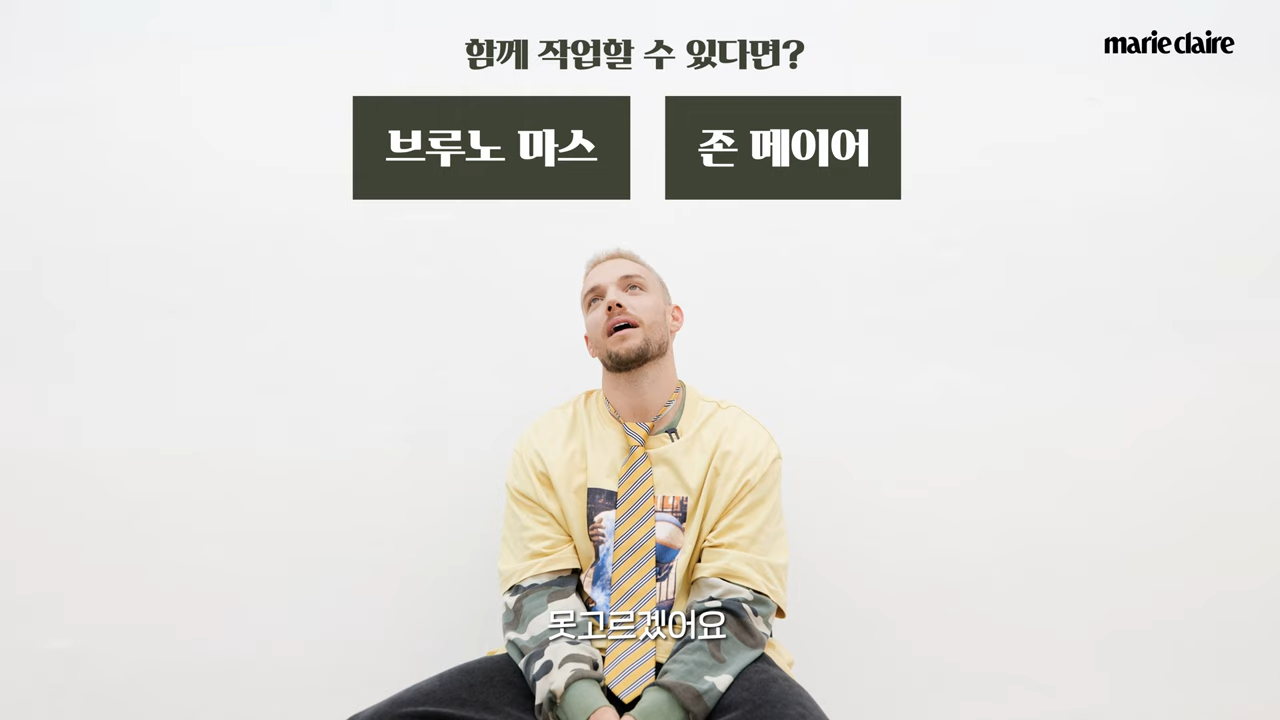 함께 작업할 수 있다면?
marie claire
브루노 마스
존 메이어
못고르겠어요